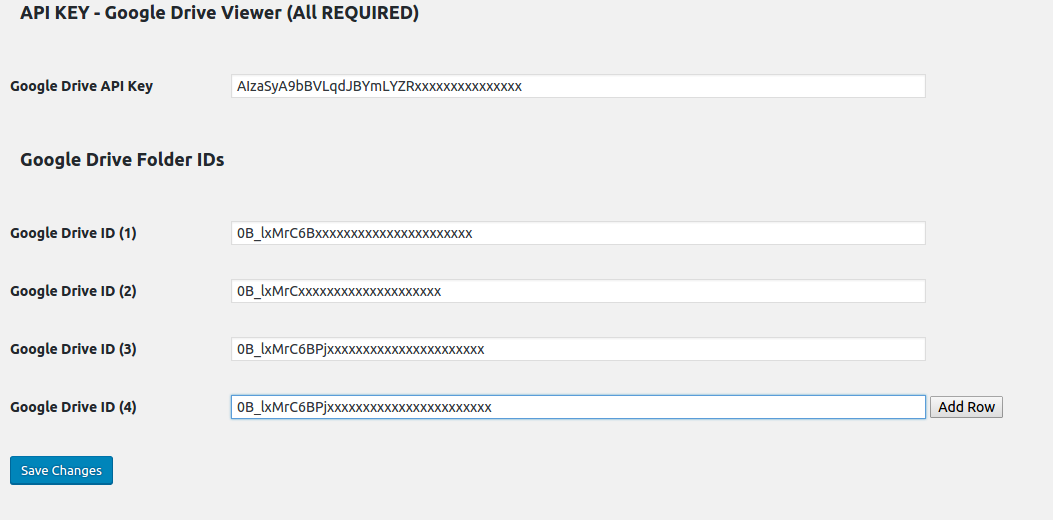 API KEY - Google Drive Viewer (All REQUIRED)
Google Drive API Key AIzaSyA9bBVLqdJBYmLYZRxxxxxxxxxxxxxxx
Google Drive Folder IDs
Google Drive ID (1) 0B_lxMrC6Bxxxxxxxxxxxxxxxxxxxxxx
Google Drive ID (2) 0B_lxMrCxxxxxxxxxxxxxxxxxxxx
Google Drive ID (3) 0B_lxMrC6BPjxxxxxxxxxxxxxxxxxxxxxx
Google Drive ID (4) 0B_lxMrC6BPjxxxxxxxxxxxxxxxxxxxxxxx Add Row
Save Changes